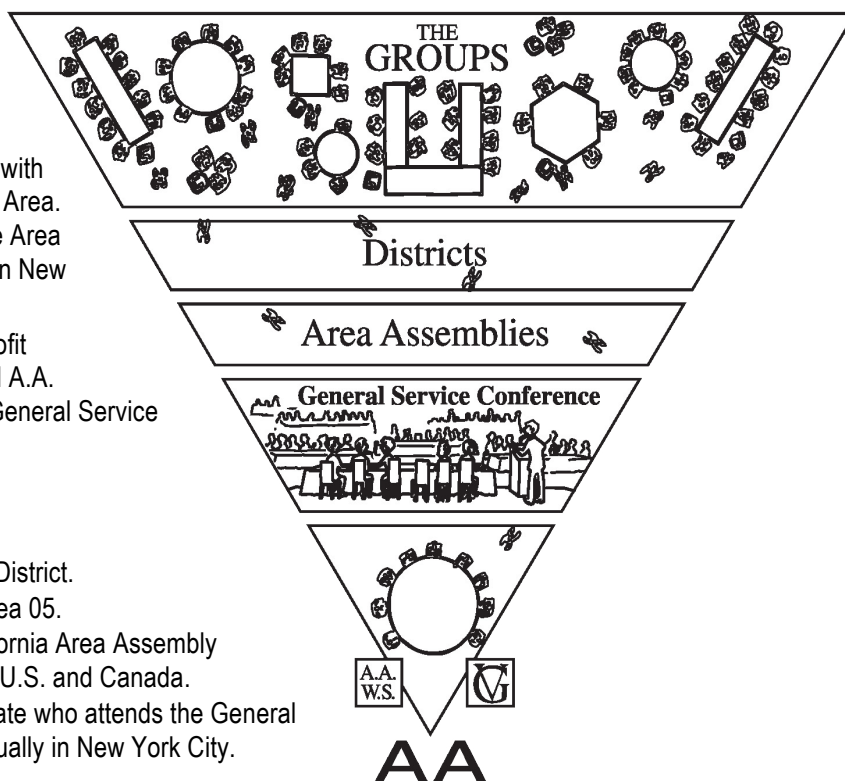 THE
GROUPS
with
Area.
e Area
n New
Districts
ofit
A.A.
General Service
Area Assemblies
General Service Conference
District.
ea 05.
ornia Area Assembly
U.S. and Canada.
ate who attends the General
ually in New York City.
A.A.
W.S.
GV
AA